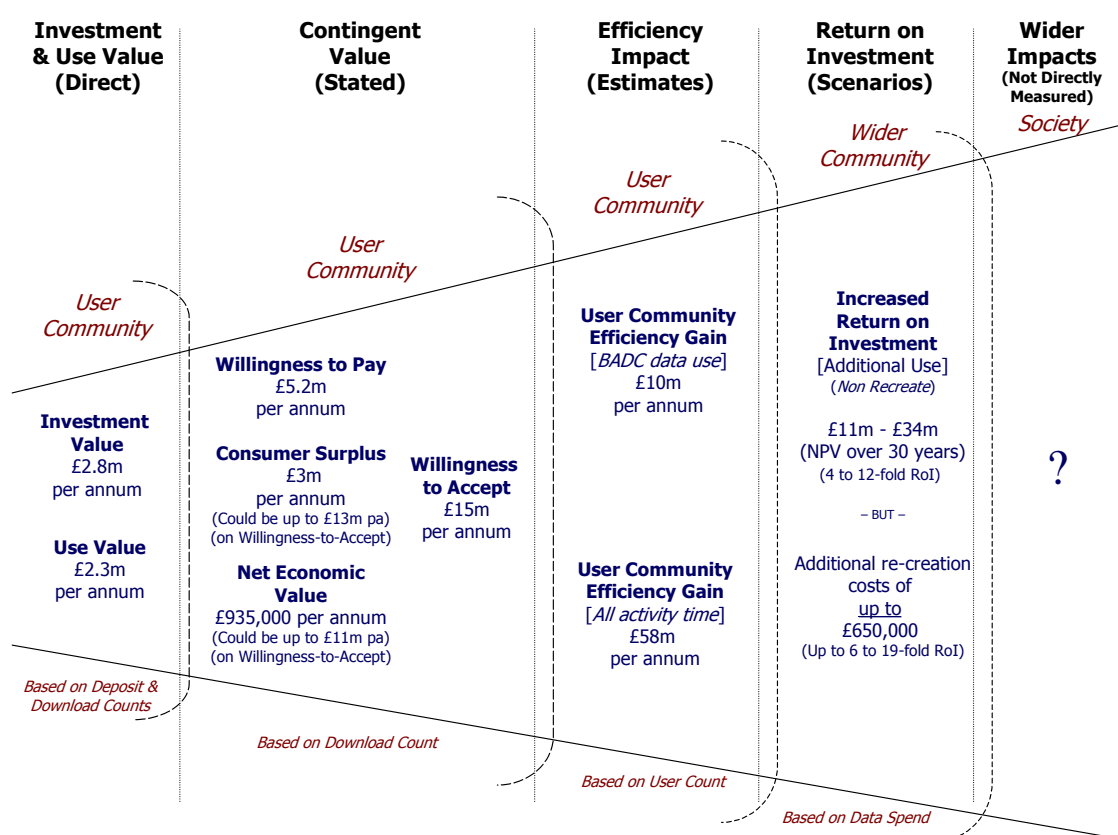 Investment
& Use Value
(Direct)
Contingent
Value
(Stated)
Efficiency
Impact
(Estimates)
Return on
Investment
(Scenarios)
Wider
Impacts
(Not Directly
Measured)
User
Community
User
Community
User
Community
Wider
Community
Society
Investment
Value
£2.8m
per annum
Use Value
£2.3m
per annum
Based on Deposit &
Download Counts
Willingness to Pay
£5.2m
per annum
Consumer Surplus
£3m
per annum
(Could be up to £13m pa)
(on Willingness-to-Accept)
Net Economic
Value
£935,000 per annum
(Could be up to £11m pa)
(on Willingness-to-Accept)
Willingness
to Accept
£15m
per annum
Based on Download Count
User Community
Efficiency Gain
[BADC data use]
£10m
per annum
User Community
Efficiency Gain
[All activity time]
£58m
per annum
Based on User Count
Increased
Return on
Investment
[Additional Use]
(Non Recreate)
£11m - £34m
(NPV over 30 years)
(4 to 12-fold RoI)
– BUT –
Additional re-creation
costs of
up to
£650,000
(Up to 6 to 19-fold RoI)
Based on Data Spend
?